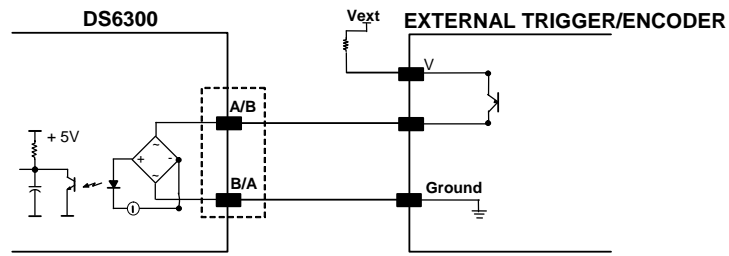 DS6300
Vext
EXTERNAL TRIGGER/ENCODER
V
A/B
+ 5V
~
+ -
~
B/A
I
Ground